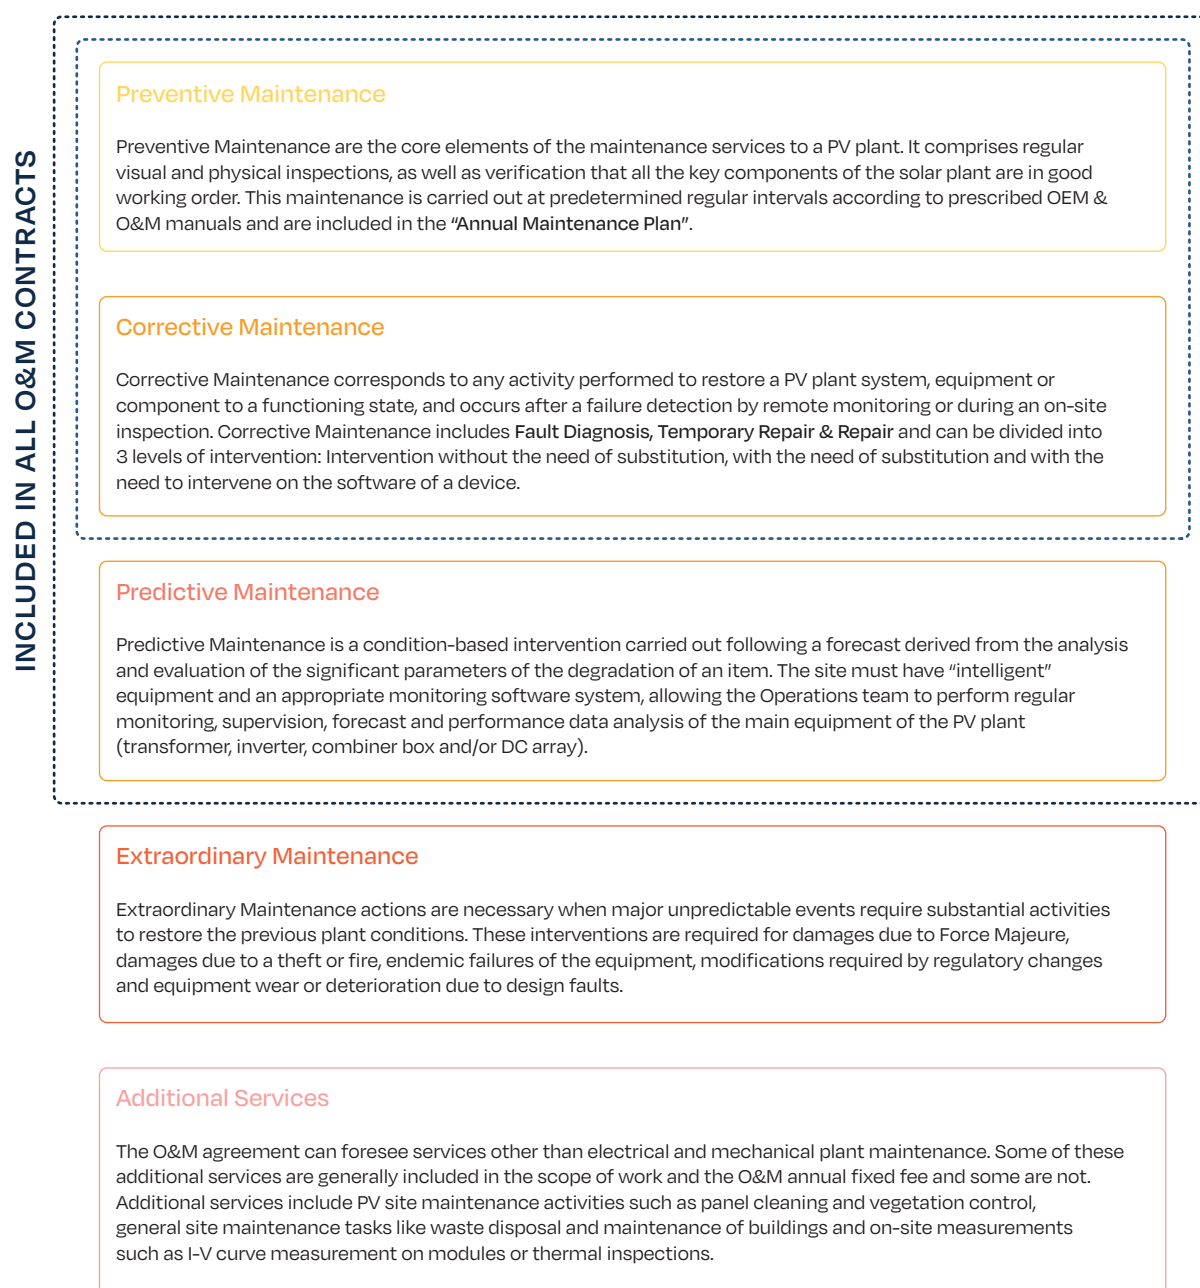 INCLUDED IN ALL O&M CONTRACTS
Preventive Maintenance
Preventive Maintenance are the core elements of the maintenance services to a PV plant. It comprises regular
visual and physical inspections, as well as verification that all the key components of the solar plant are in good
working order. This maintenance is carried out at predetermined regular intervals according to prescribed OEM &
O&M manuals and are included in the “Annual Maintenance Plan”.
Corrective Maintenance
Corrective Maintenance corresponds to any activity performed to restore a PV plant system, equipment or
component to a functioning state, and occurs after a failure detection by remote monitoring or during an on-site
inspection. Corrective Maintenance includes Fault Diagnosis, Temporary Repair & Repair and can be divided into
3 levels of intervention: Intervention without the need of substitution, with the need of substitution and with the
need to intervene on the software of a device.
Predictive Maintenance
Predictive Maintenance is a condition-based intervention carried out following a forecast derived from the analysis
and evaluation of the significant parameters of the degradation of an item. The site must have “intelligent”
equipment and an appropriate monitoring software system, allowing the Operations team to perform regular
monitoring, supervision, forecast and performance data analysis of the main equipment of the PV plant
(transformer, inverter, combiner box and/or DC array).
Extraordinary Maintenance
Extraordinary Maintenance actions are necessary when major unpredictable events require substantial activities
to restore the previous plant conditions. These interventions are required for damages due to Force Majeure,
damages due to a theft or fire, endemic failures of the equipment, modifications required by regulatory changes
and equipment wear or deterioration due to design faults.
Additional Services
The O&M agreement can foresee services other than electrical and mechanical plant maintenance. Some of these
additional services are generally included in the scope of work and the O&M annual fixed fee and some are not.
Additional services include PV site maintenance activities such as panel cleaning and vegetation control,
general site maintenance tasks like waste disposal and maintenance of buildings and on-site measurements
such as I-V curve measurement on modules or thermal inspections.